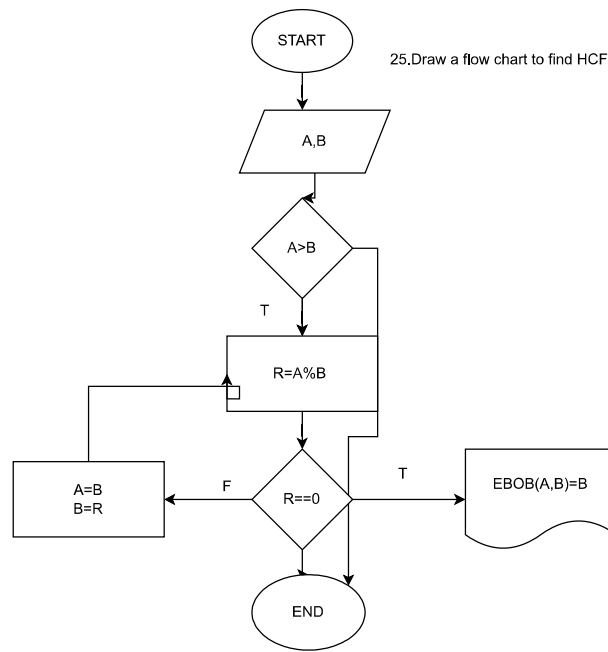 START
25.Draw a flow chart to find HCF
A,B
A>B
T
R=A%B
A=B
B=R
F
R==0
T
EBOB(A,B)=B
END